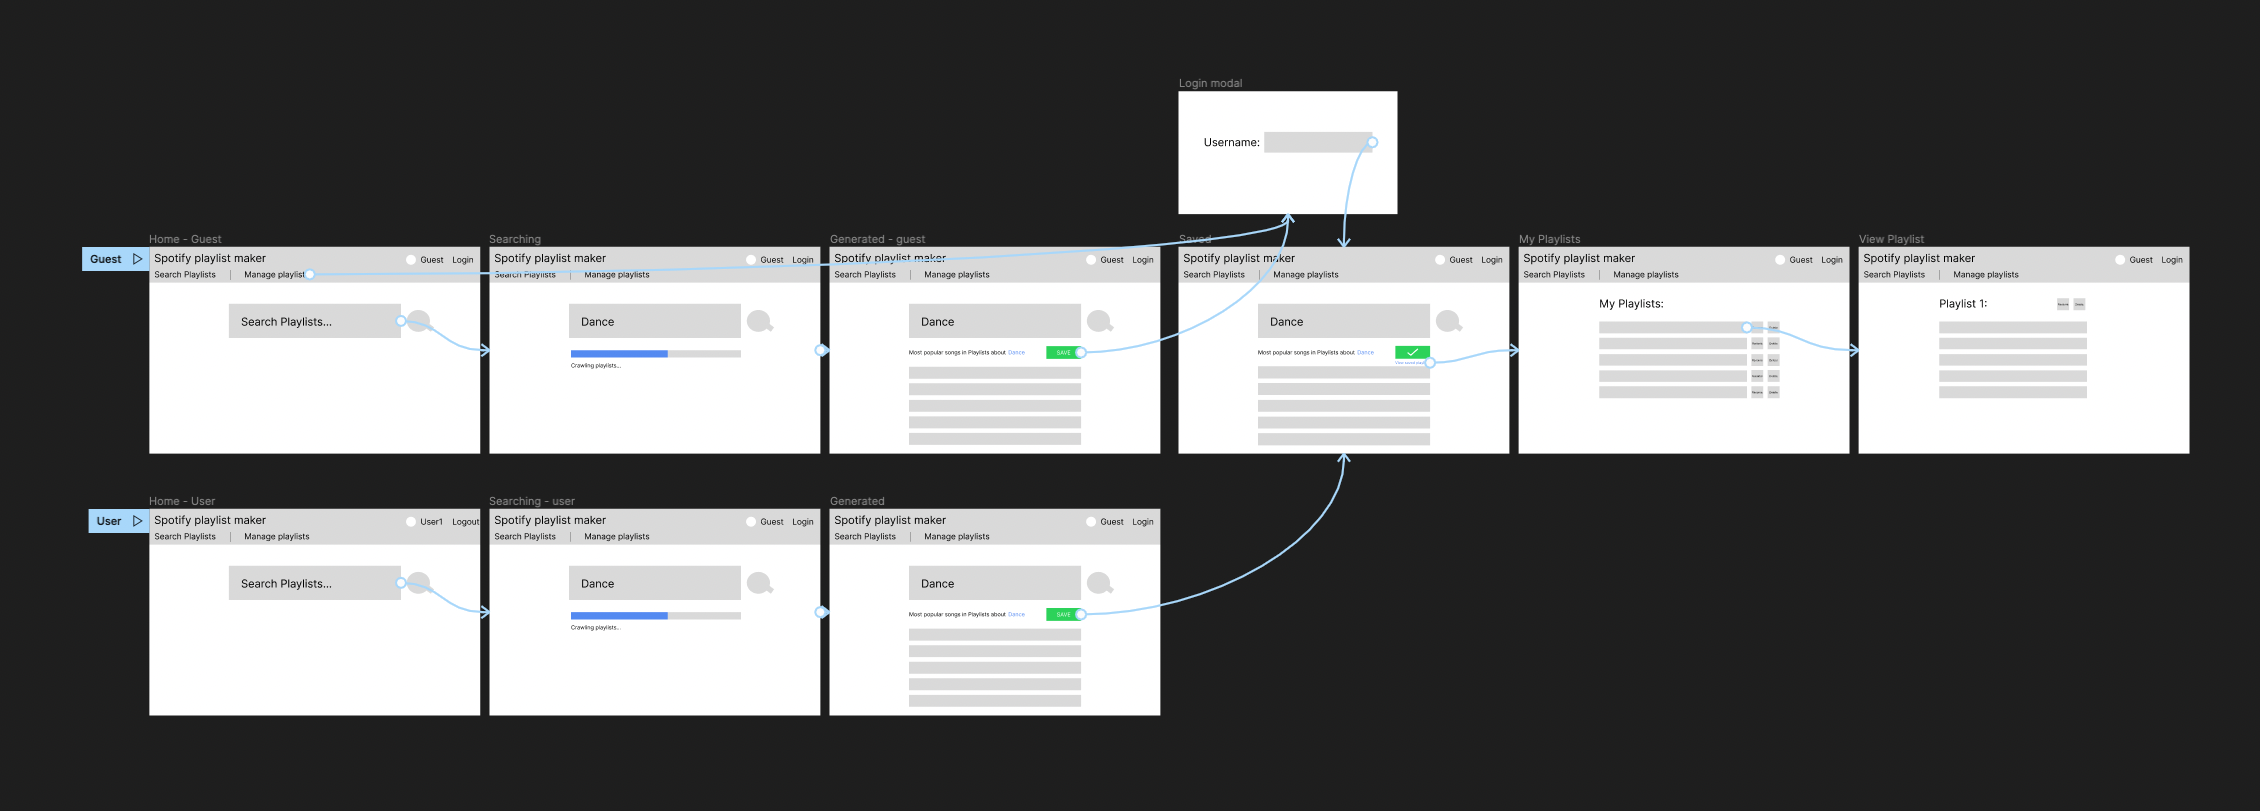 Login modal
Username:
Home - Guest
Searching
Generated - guest
Saved
My Playlists
View Playlist
Guest
Spotify playlist maker
Guest Login
Search Playlists | Manage playlist
Search Playlists...
Spotify playlist maker
Guest Login
Search Playlists | Manage playlists
Dance
Crawling playlists...
Spotify playlist maker
Guest Login
Search Playlists | Manage playlists
Dance
Most popular songs in Playlists about Dance
SAVE
Spotify playlist maker
Guest Login
Search Playlists | Manage playlists
Dance
Most popular songs in Playlists about Dance
Spotify playlist maker
Guest Login
Search Playlists | Manage playlists
My Playlists:
Spotify playlist maker
Guest Login
Search Playlists | Manage playlists
Playlist 1:
Home - User
Searching - user
Generated
User
Spotify playlist maker
User1 Logout
Search Playlists | Manage playlists
Search Playlists...
Spotify playlist maker
Guest Login
Search Playlists | Manage playlists
Dance
Crawling playlists...
Spotify playlist maker
Guest Login
Search Playlists | Manage playlists
Dance
Most popular songs in Playlists about Dance
SAVE